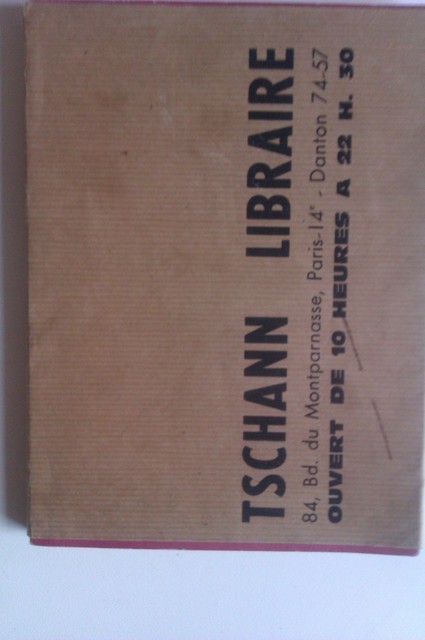 TSCHANN LIBRAIRE
84, Bd. du Montparnasse, Paris-14e - Danton 74-57
OUVERT DE 10 HEURES A 22 H. 30